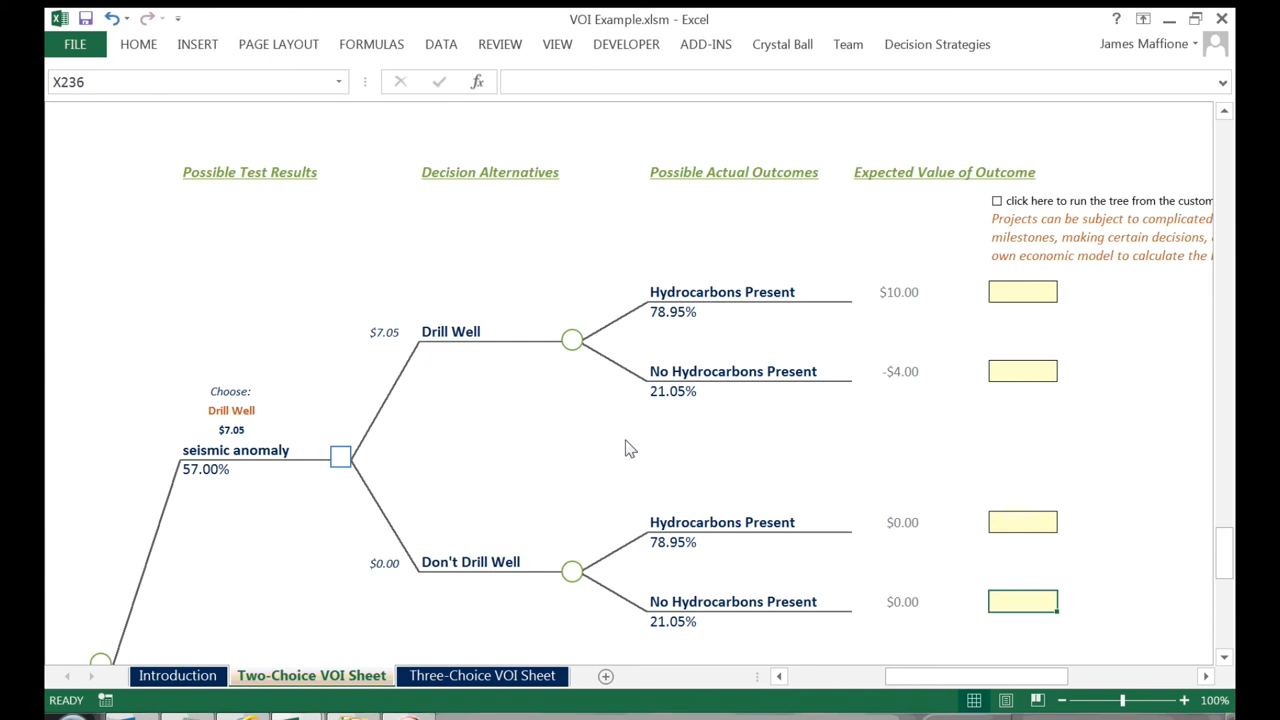 VOI Example.xlsm - Excel
FILE HOME INSERT PAGE LAYOUT FORMULAS DATA REVIEW VIEW DEVELOPER ADD-INS Crystal Ball Team Decision Strategies James Maffione
X236
Possible Test Results Decision Alternatives Possible Actual Outcomes Expected Value of Outcome
click here to run the tree from the custom
Projects can be subject to complicated
milestones, making certain decisions,
own economic model to calculate the
Hydrocarbons Present $10.00
78.95%
$7.05 Drill Well
No Hydrocarbons Present -$4.00
21.05%
Choose:
Drill Well
$7.05
seismic anomaly
57.00%
Hydrocarbons Present $0.00
78.95%
$0.00 Don't Drill Well
No Hydrocarbons Present $0.00
21.05%
Introduction Two-Choice VOI Sheet Three-Choice VOI Sheet
READY 100%